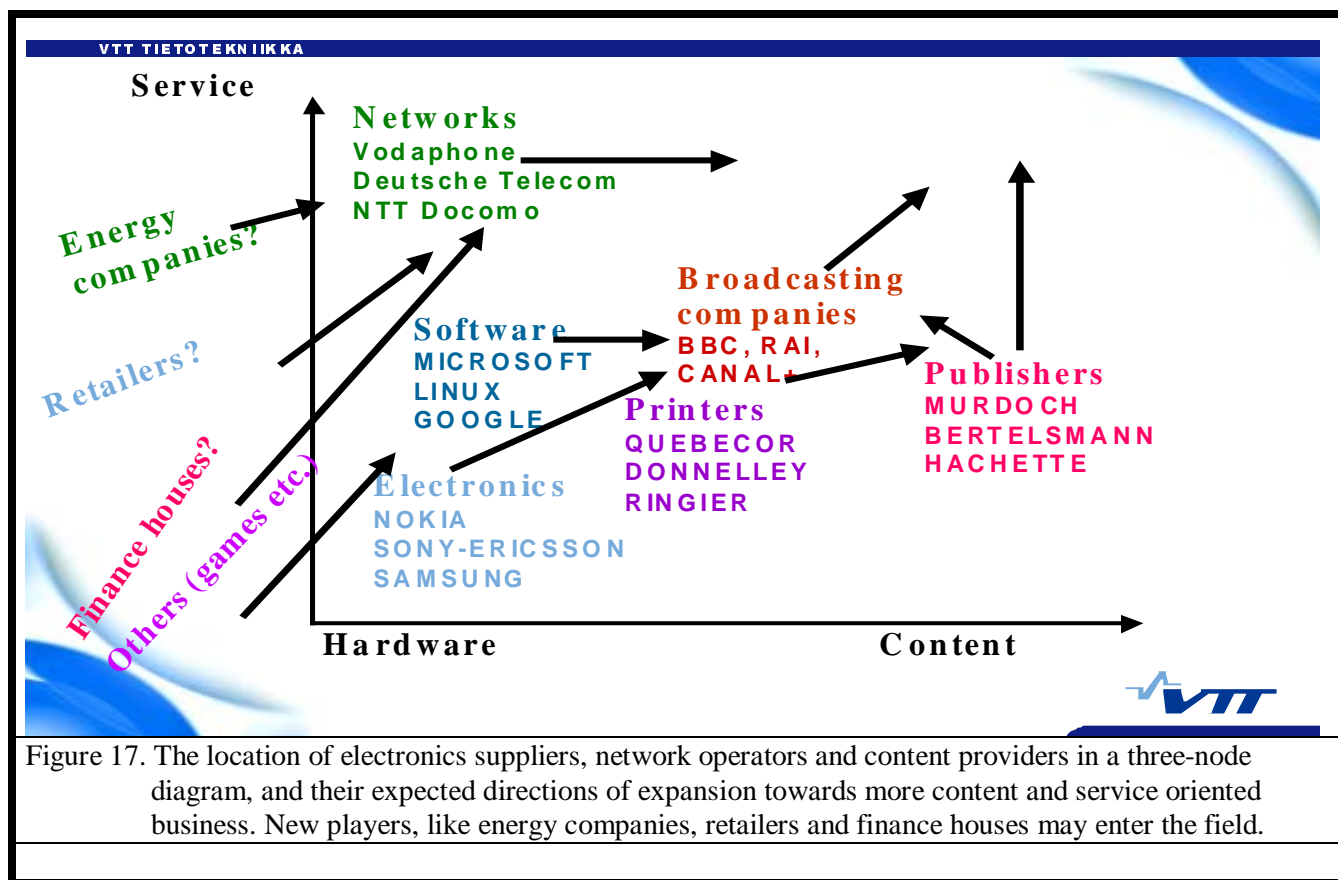 VTT TIETOTEKNIIKKA
Service
Networks
Vodaphone
Deutsche Telecom
NTT Docomo
Energy
companies?
Retailers?
Finance houses?
Others (games etc.)
Software
MICROSOFT
LINUX
GOOGLE
Broadcasting
companies
BBC, RAI,
CANAL+
Printers
QUEBECOR
DONNELLEY
RINGIER
Publishers
MURDOCH
BERTELSMANN
HACHETTE
Electronics
NOKIA
SONY-ERICSSON
SAMSUNG
Hardware
Content
VTT
Figure 17. The location of electronics suppliers, network operators and content providers in a three-node
diagram, and their expected directions of expansion towards more content and service oriented
business. New players, like energy companies, retailers and finance houses may enter the field.